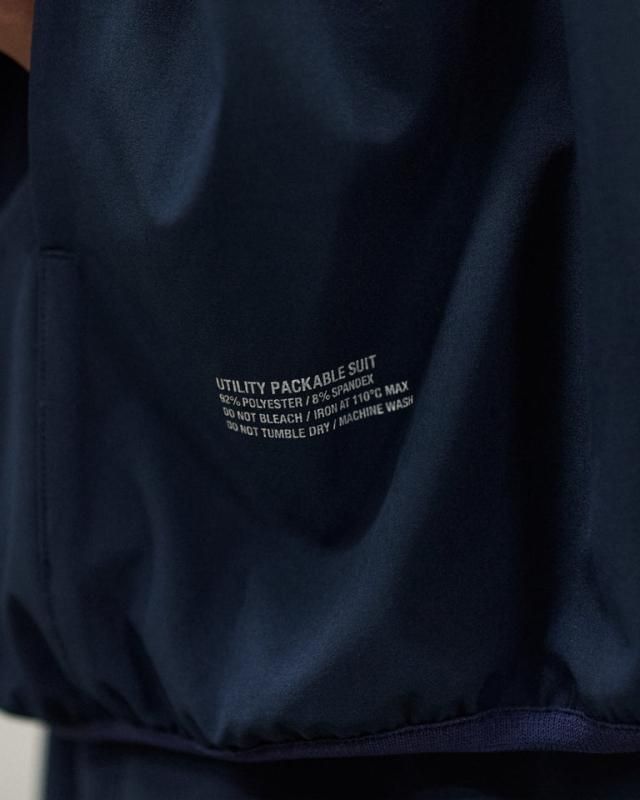 UTILITY PACKABLE SUIT
92% POLYESTER / 8% SPANDEX
DO NOT BLEACH / IRON AT 110°C MAX
DO NOT TUMBLE DRY / MACHINE WASH